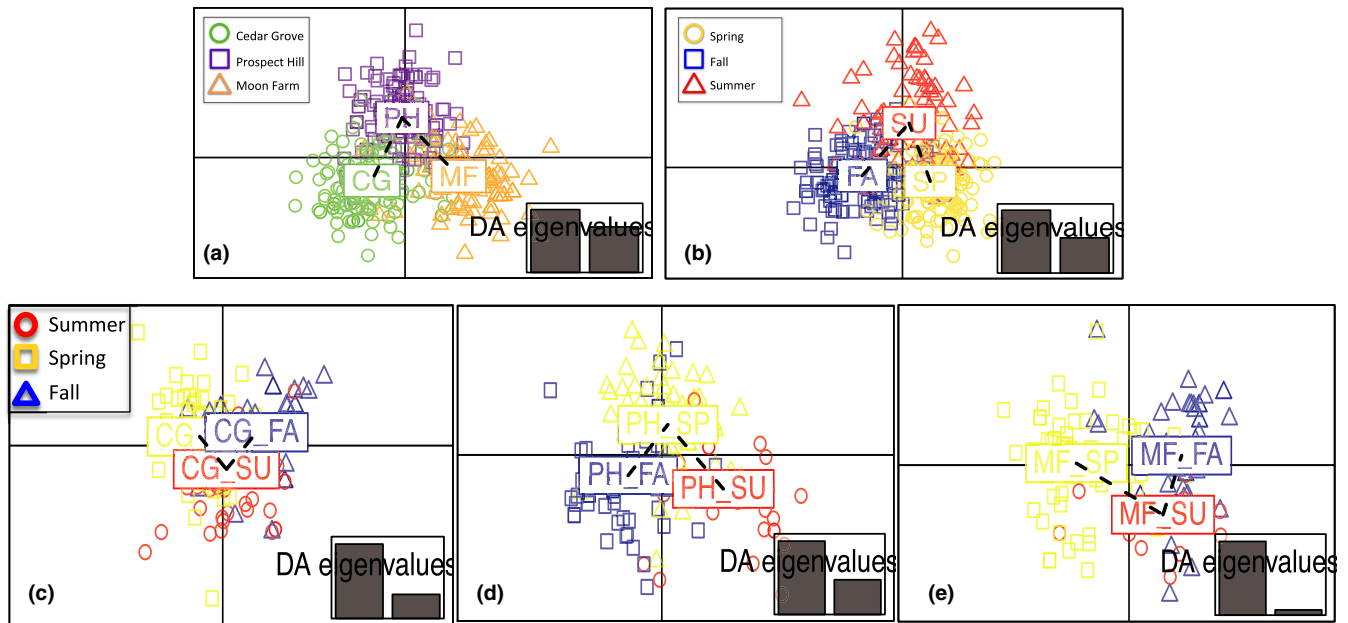 Cedar Grove
Prospect Hill
Moon Farm
PH
CG
MF
DA eigenvalues
(a)
Spring
Fall
Summer
SU
FA
SP
DA eigenvalues
(b)
Summer
Spring
Fall
CG
CG_FA
CG_SU
DA eigenvalues
(c)
PH_SP
PH_FA
PH_SU
DA eigenvalues
(d)
MF_SP
MF_FA
MF_SU
DA eigenvalues
(e)